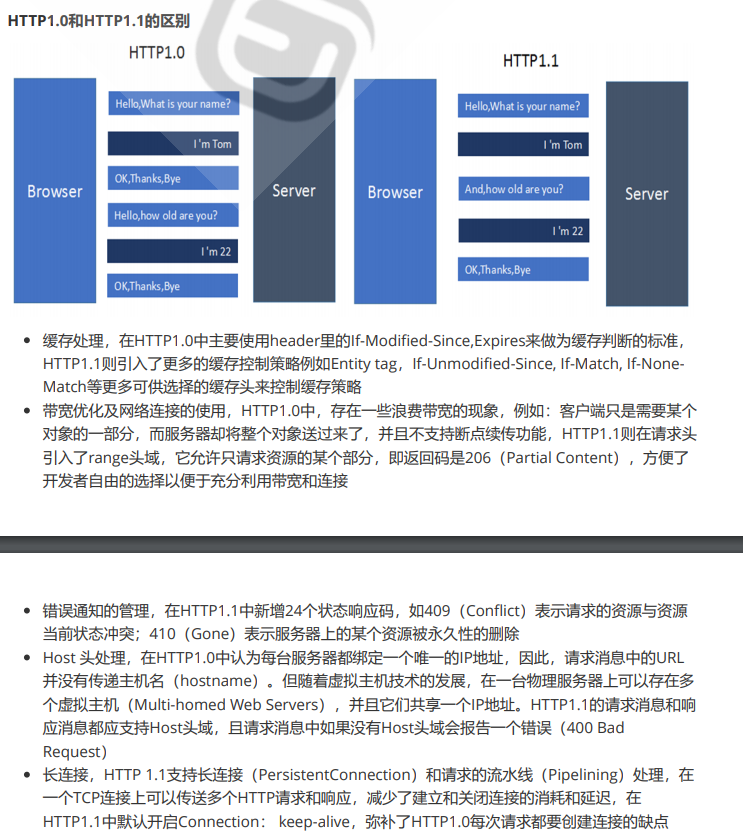 HTTP1.0和HTTP1.1的区别
HTTP1.0
HTTP1.1
Browser
Hello,What is your name?
I 'm Tom
OK,Thanks,Bye
Hello,how old are you?
I 'm 22
OK,Thanks,Bye
Server
Browser
Hello,What is your name?
I 'm Tom
And,how old are you?
I 'm 22
OK,Thanks,Bye
Server
缓存处理，在HTTP1.0中主要使用header里的If-Modified-Since,Expires来做为缓存判断的标准，
HTTP1.1则引入了更多的缓存控制策略例如Entity tag，If-Unmodified-Since, If-Match, If-None-
Match等更多可供选择的缓存头来控制缓存策略
带宽优化及网络连接的使用，HTTP1.0中，存在一些浪费带宽的现象，例如：客户端只是需要某个
对象的一部分，而服务器却将整个对象送过来了，并且不支持断点续传功能，HTTP1.1则在请求头
引入了range头域，它允许只请求资源的某个部分，即返回码是206（Partial Content），方便了
开发者自由的选择以便于充分利用带宽和连接
错误通知的管理，在HTTP1.1中新增24个状态响应码，如409（Conflict）表示请求的资源与资源
当前状态冲突；410（Gone）表示服务器上的某个资源被永久性的删除
Host 头处理，在HTTP1.0中认为每台服务器都绑定一个唯一的IP地址，因此，请求消息中的URL
并没有传递主机名（hostname）。但随着虚拟主机技术的发展，在一台物理服务器上可以存在多
个虚拟主机（Multi-homed Web Servers），并且它们共享一个IP地址。HTTP1.1的请求消息和响
应消息都应支持Host头域，且请求消息中如果没有Host头域会报告一个错误（400 Bad
Request）
长连接，HTTP 1.1支持长连接（PersistentConnection）和请求的流水线（Pipelining）处理，在
一个TCP连接上可以传送多个HTTP请求和响应，减少了建立和关闭连接的消耗和延迟，在
HTTP1.1中默认开启Connection： keep-alive，弥补了HTTP1.0每次请求都要创建连接的缺点